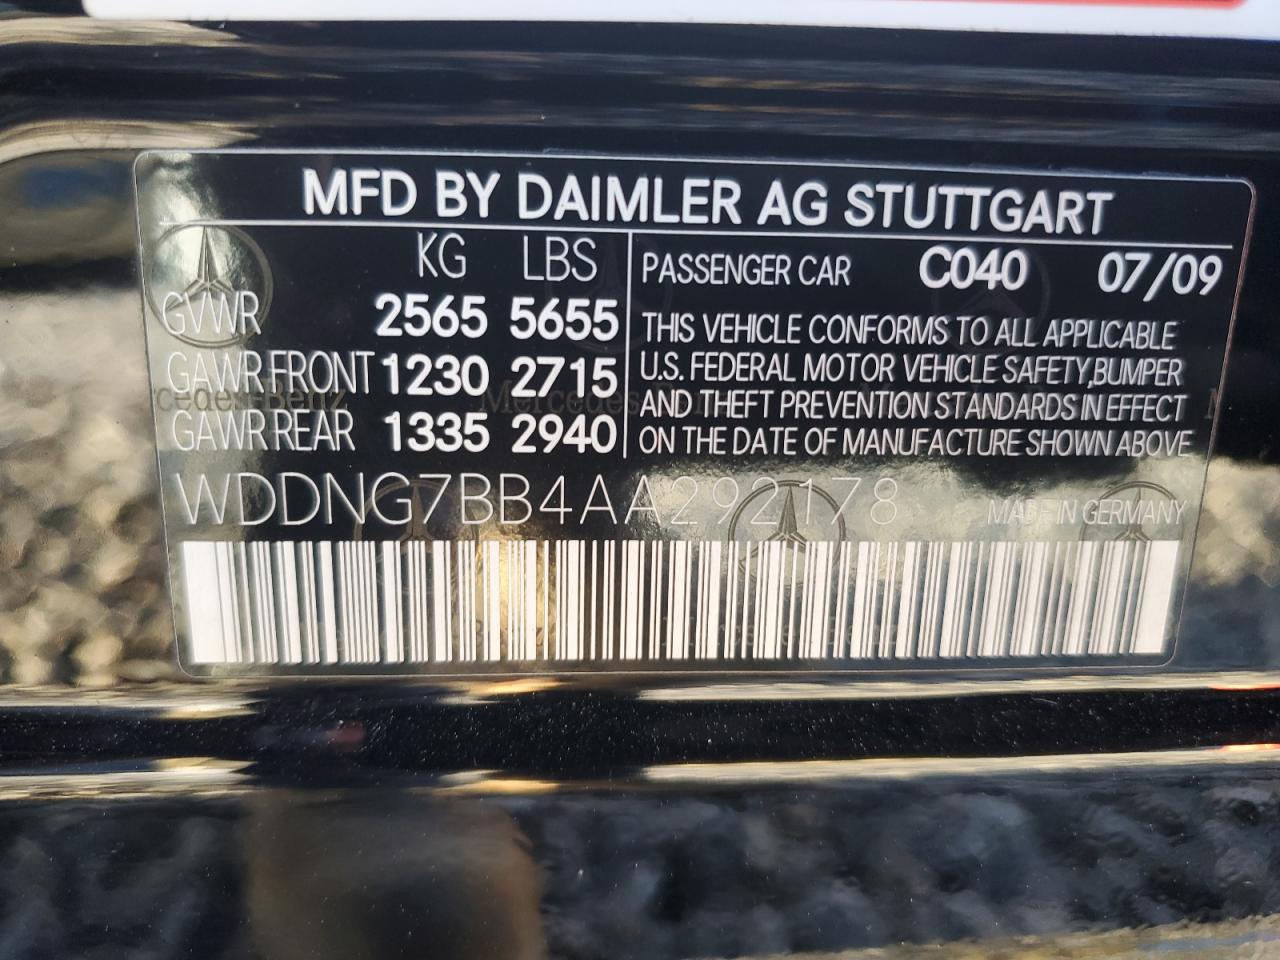 MFD BY DAIMLER AG STUTTGART
KG LBS
GVWR 2565 5655
GAWR FRONT 1230 2715
GAWR REAR 1335 2940
PASSENGER CAR C040 07/09
THIS VEHICLE CONFORMS TO ALL APPLICABLE
U.S. FEDERAL MOTOR VEHICLE SAFETY,BUMPER
AND THEFT PREVENTION STANDARDS IN EFFECT
ON THE DATE OF MANUFACTURE SHOWN ABOVE
WDDNG7BB4AA292178 MADE IN GERMANY